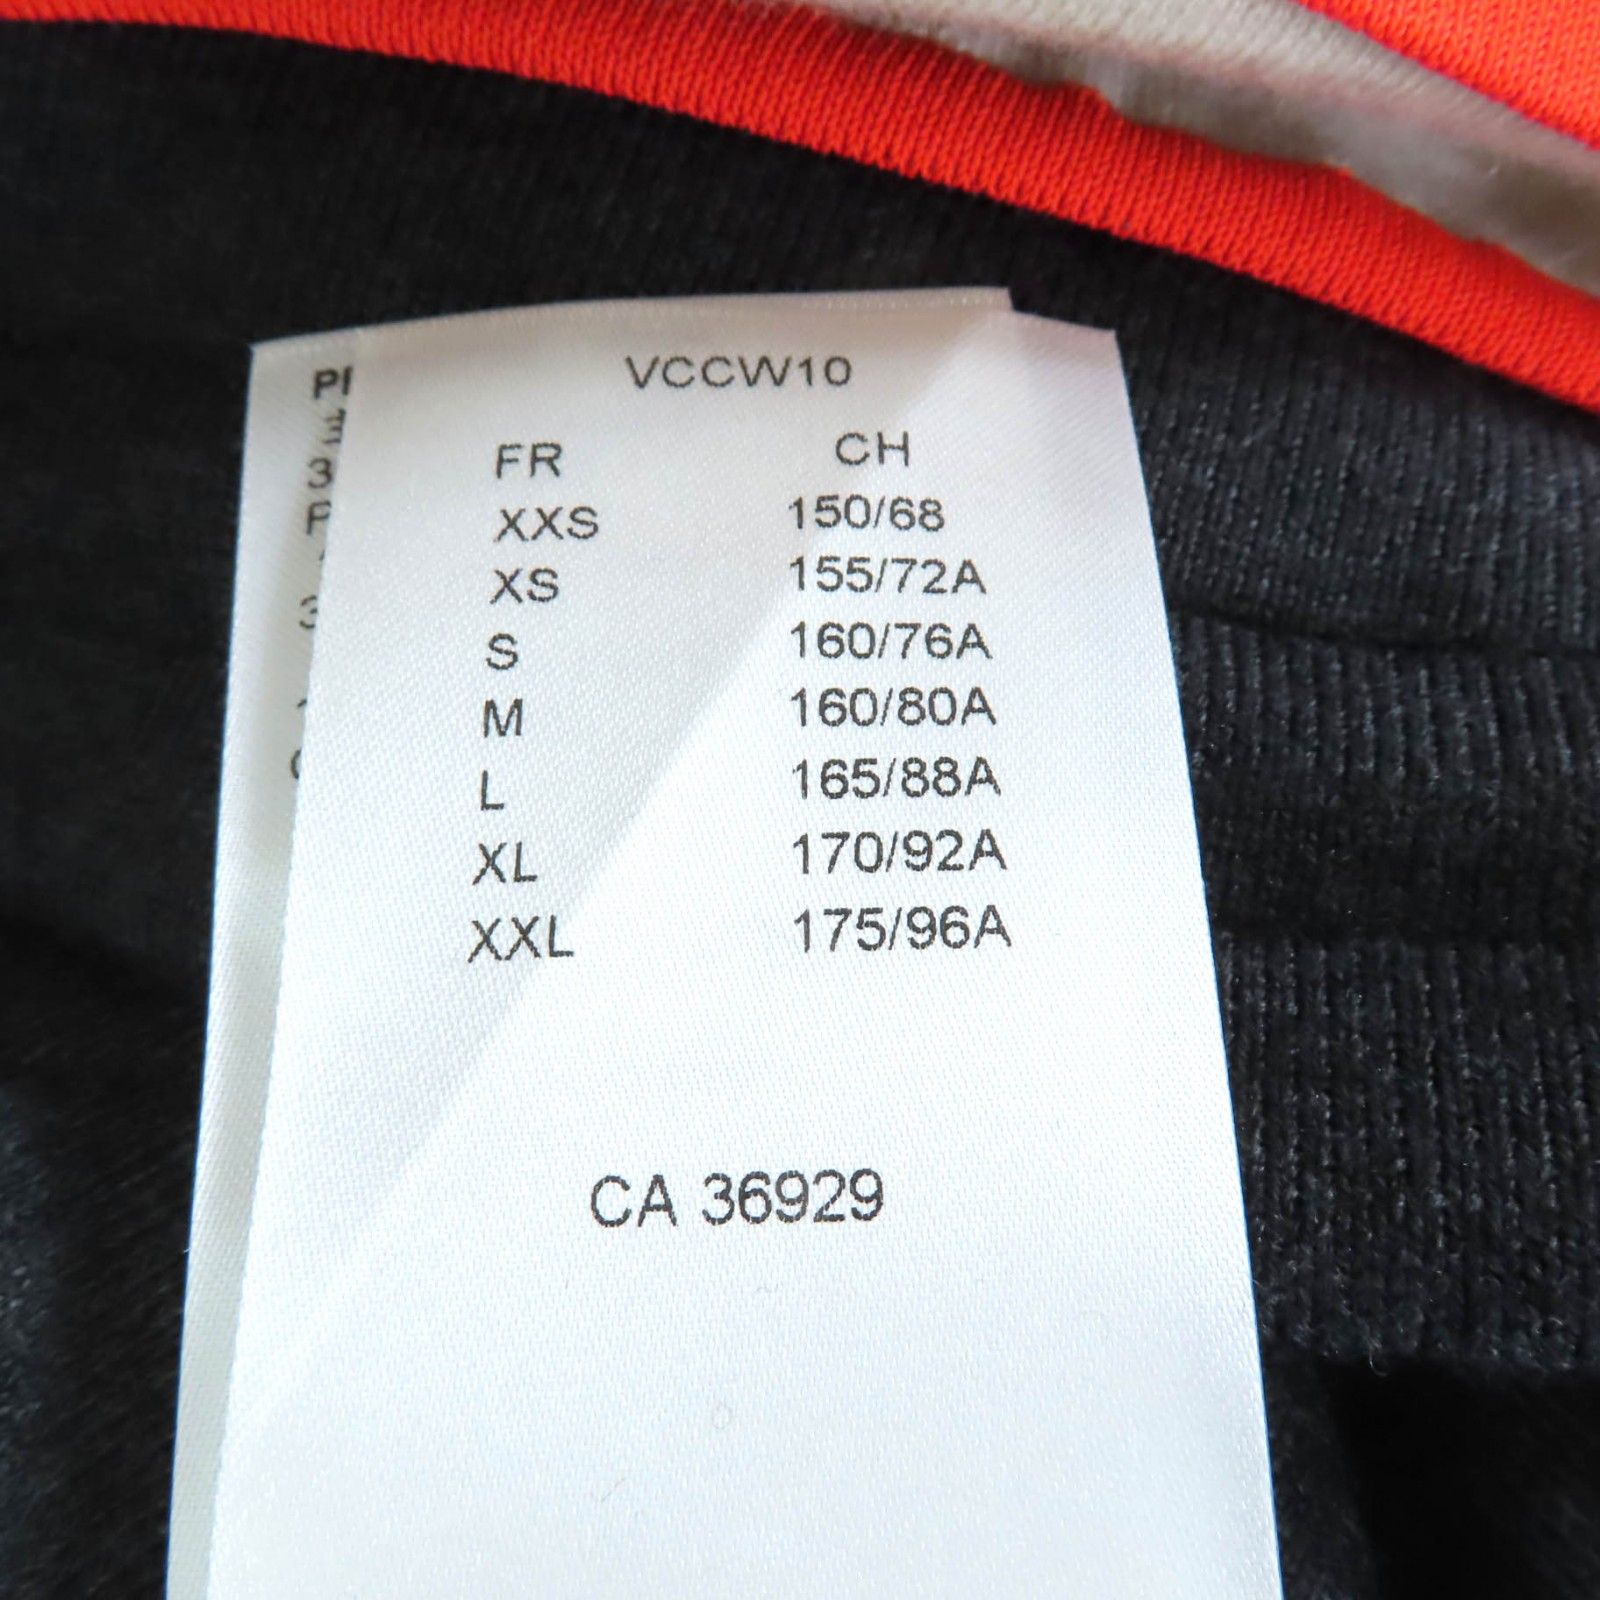 VCCW10
FR CH
XXS 150/68
XS 155/72A
S 160/76A
M 160/80A
L 165/88A
XL 170/92A
XXL 175/96A
CA 36929